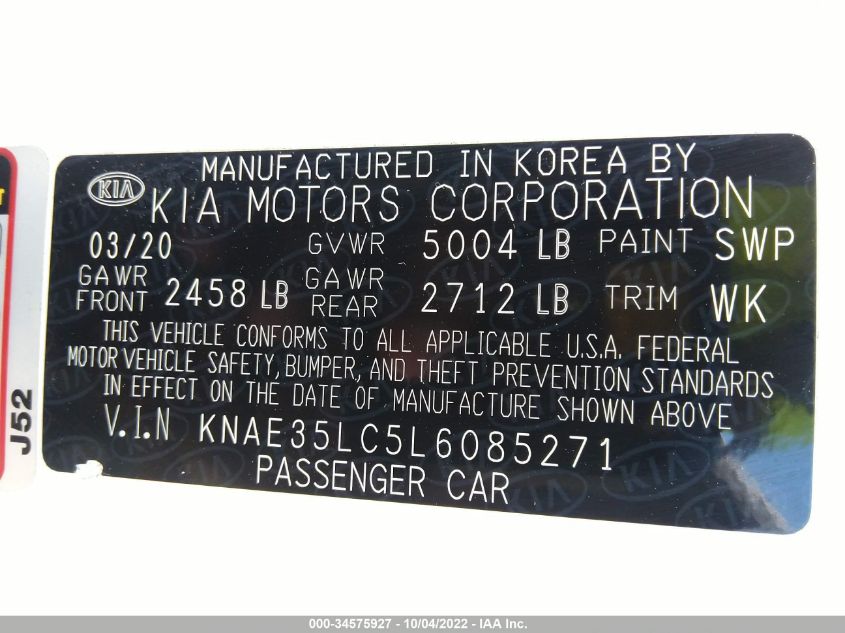 MANUFACTURED IN KOREA BY
KIA KIA MOTORS CORPORATION
03/20 GVWR 5004 LB PAINT SWP
GAWR FRONT 2458 LB GAWR REAR 2712 LB TRIM WK
THIS VEHICLE CONFORMS TO ALL APPLICABLE U.S.A. FEDERAL
MOTOR VEHICLE SAFETY, BUMPER, AND THEFT PREVENTION STANDARDS
IN EFFECT ON THE DATE OF MANUFACTURE SHOWN ABOVE
V.I.N KNAE35LC5L6085271
PASSENGER CAR
J52
000-34575927 - 10/04/2022 - IAA Inc.